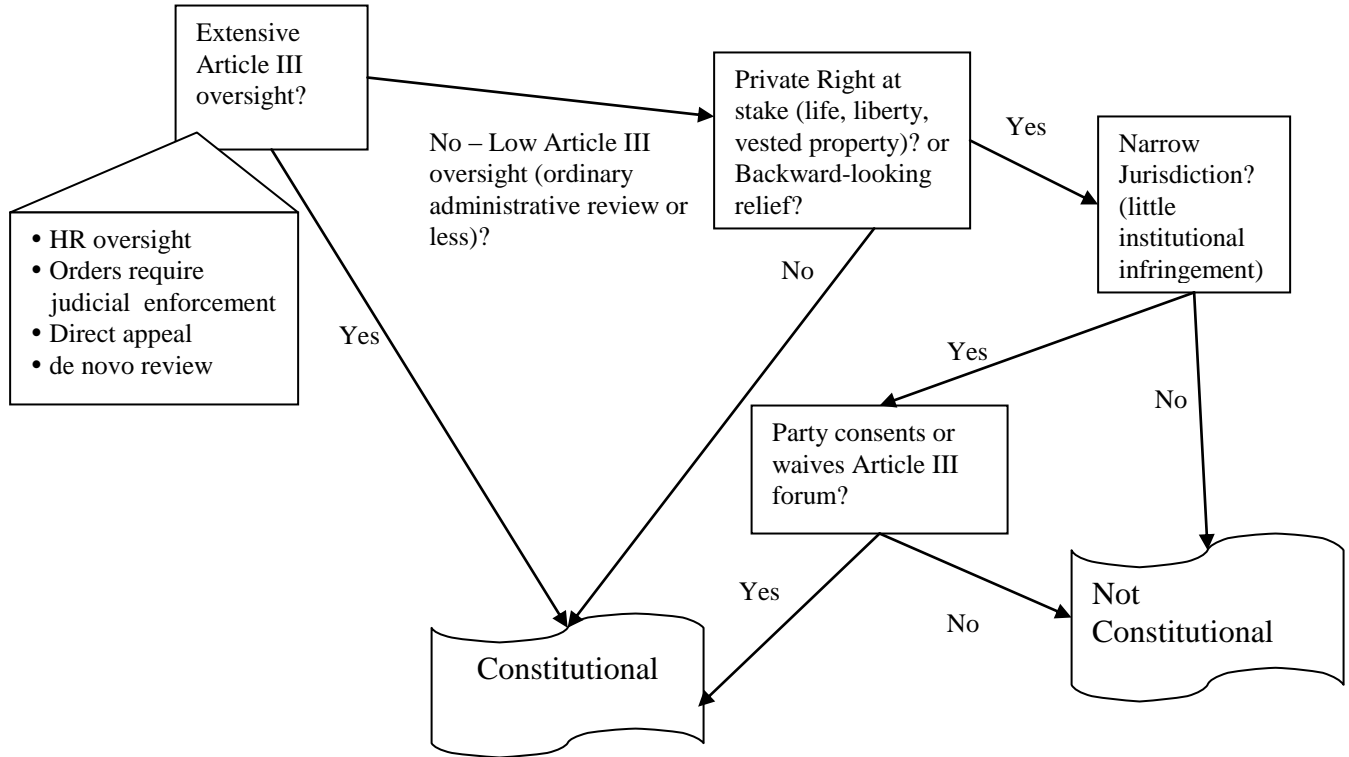 Extensive
Article III
oversight?
Private Right at
stake (life, liberty,
vested property)? or
Backward-looking
relief?
Yes
Narrow
Jurisdiction?
(little
institutional
infringement)
No – Low Article III
oversight (ordinary
administrative review or
less)?
• HR oversight
• Orders require
judicial enforcement
• Direct appeal
• de novo review
Yes
No
Yes
No
Party consents or
waives Article III
forum?
Yes
No
Constitutional
Not
Constitutional